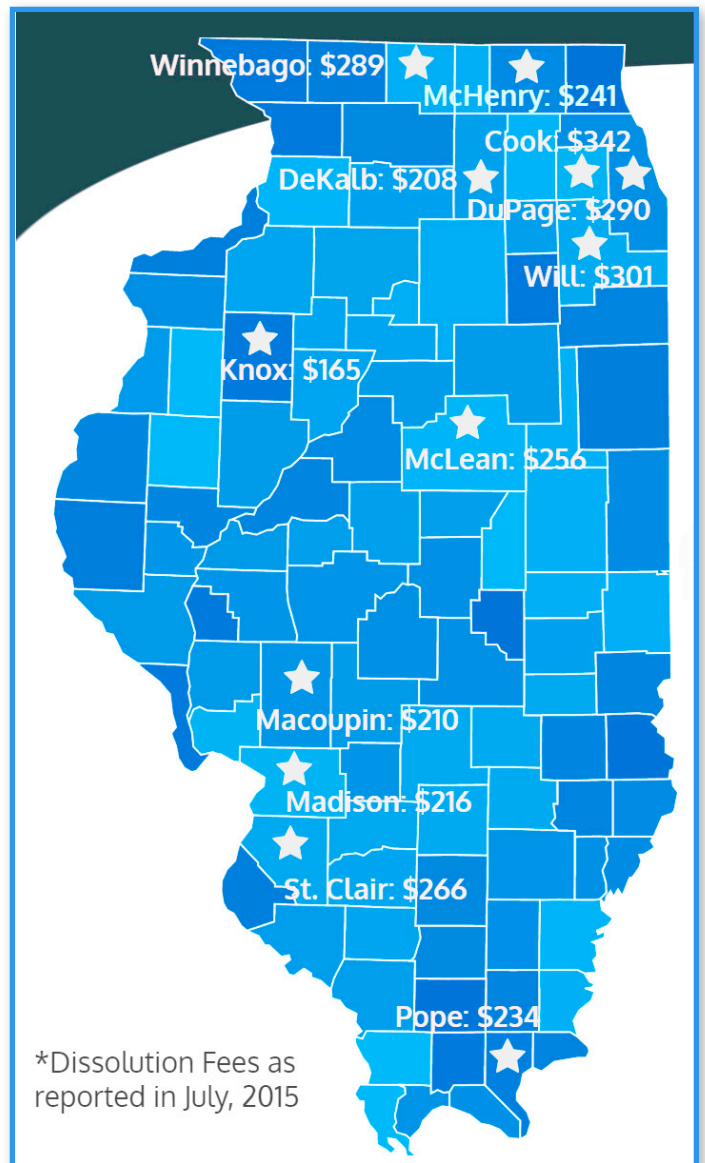 Winnebago: $289
McHenry: $241
Cook: $342
DeKalb: $208
DuPage: $290
Will: $301
Knox: $165
McLean: $256
Macoupin: $210
Madison: $216
St. Clair: $266
Pope: $234
*Dissolution Fees as
reported in July, 2015